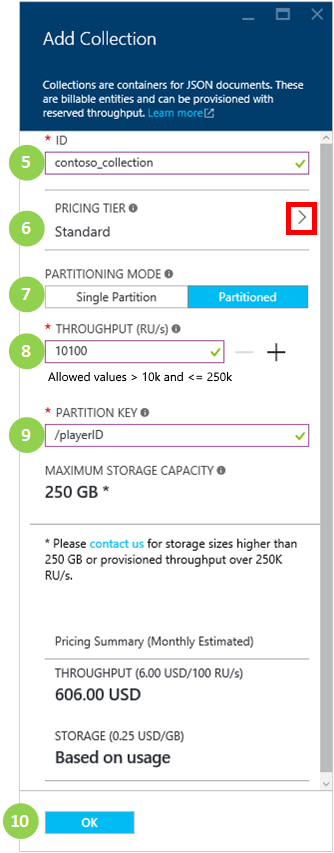 Add Collection
Collections are containers for JSON documents. These
are billable entities and can be provisioned with
reserved throughput. Learn more
* ID
5 contoso_collection
PRICING TIER
6 Standard
PARTITIONING MODE
7 Single Partition Partitioned
* THROUGHPUT (RU/s)
8 10100
Allowed values > 10k and <= 250k
* PARTITION KEY
9 /playerID
MAXIMUM STORAGE CAPACITY
250 GB *
* Please contact us for storage sizes higher than
250 GB or provisioned throughput over 250K
RU/s.
Pricing Summary (Monthly Estimated)
THROUGHPUT (6.00 USD/100 RU/s)
606.00 USD
STORAGE (0.25 USD/GB)
Based on usage
10 OK